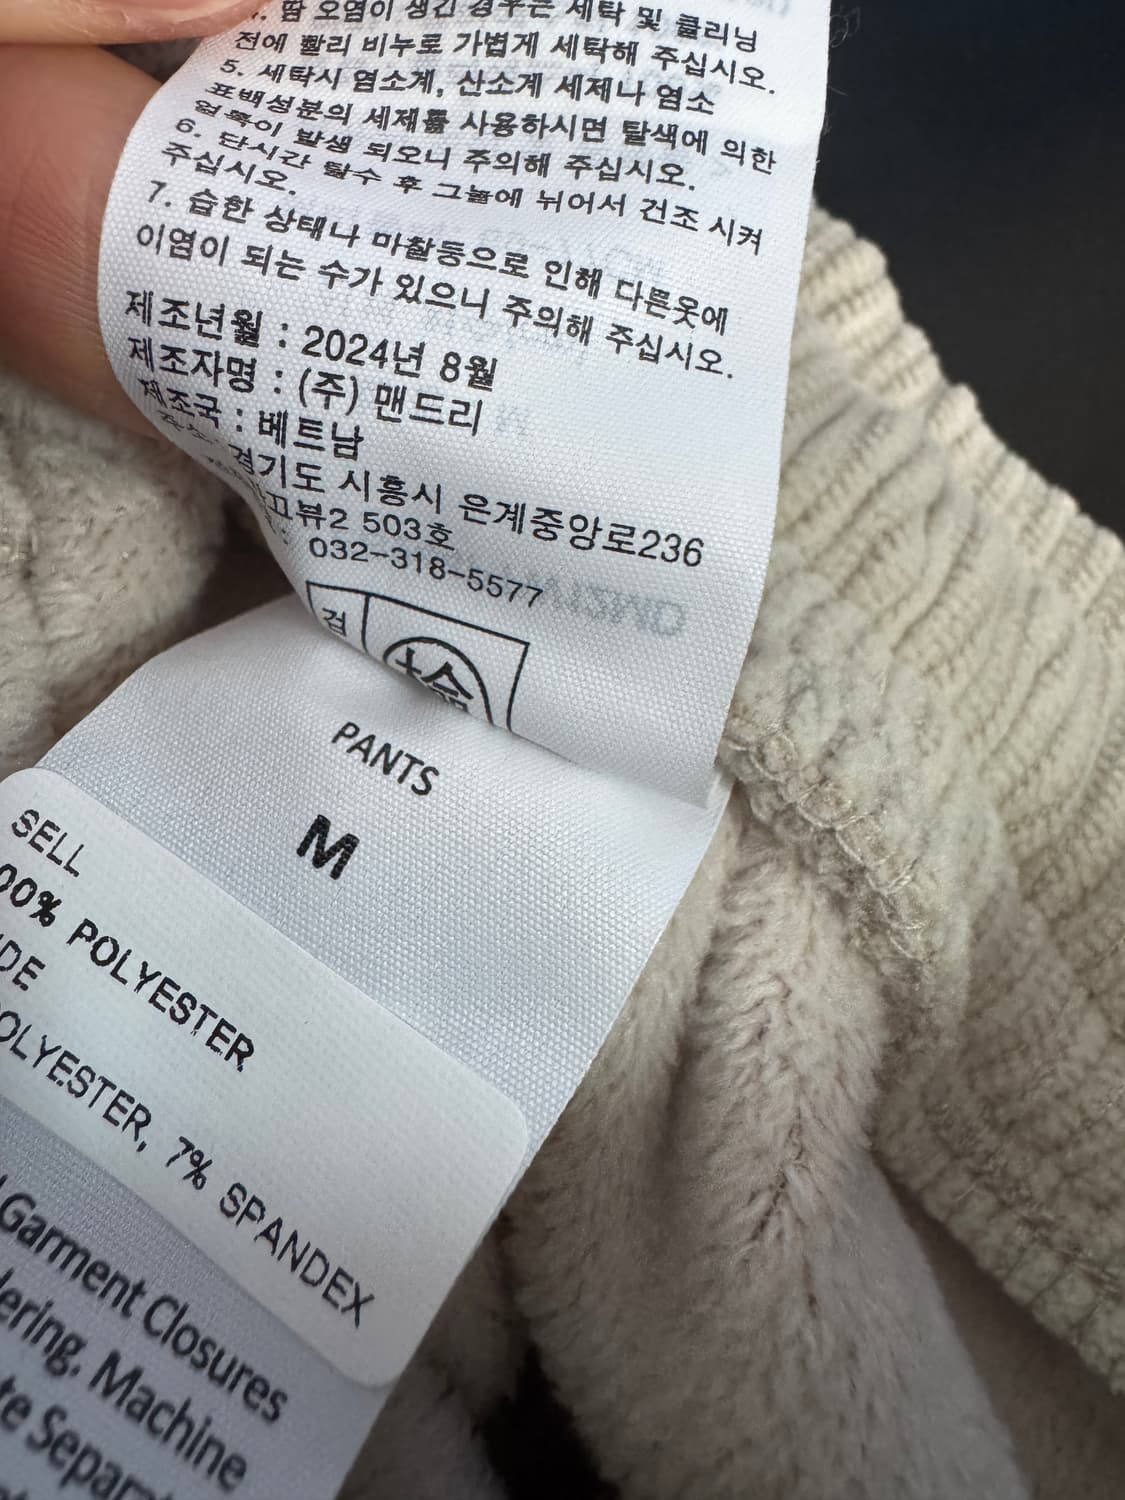 땀 오염이 생긴 경우는 세탁 및 클리닝
전에 빨리 비누로 가볍게 세탁해 주십시오.
5. 세탁시 염소계, 산소계 세제나 염소
표백성분의 세제를 사용하시면 탈색에 의한
얼룩이 발생 되오니 주의해 주십시오.
6. 단시간 탈수 후 그늘에 뉘어서 건조 시켜
주십시오.
7. 습한 상태나 마찰등으로 인해 다른옷에
이염이 되는 수가 있으니 주의해 주십시오.
제조년월 : 2024년 8월
제조자명 : (주) 맨드리
제조국 : 베트남
주소: 경기도 시흥시 은계중앙로236
뷰2 503호
032-318-5577
검
檢
PANTS
M
SELL
00% POLYESTER
IDE
OLYESTER, 7% SPANDEX
Garment Closures
dering. Machine
te Separat